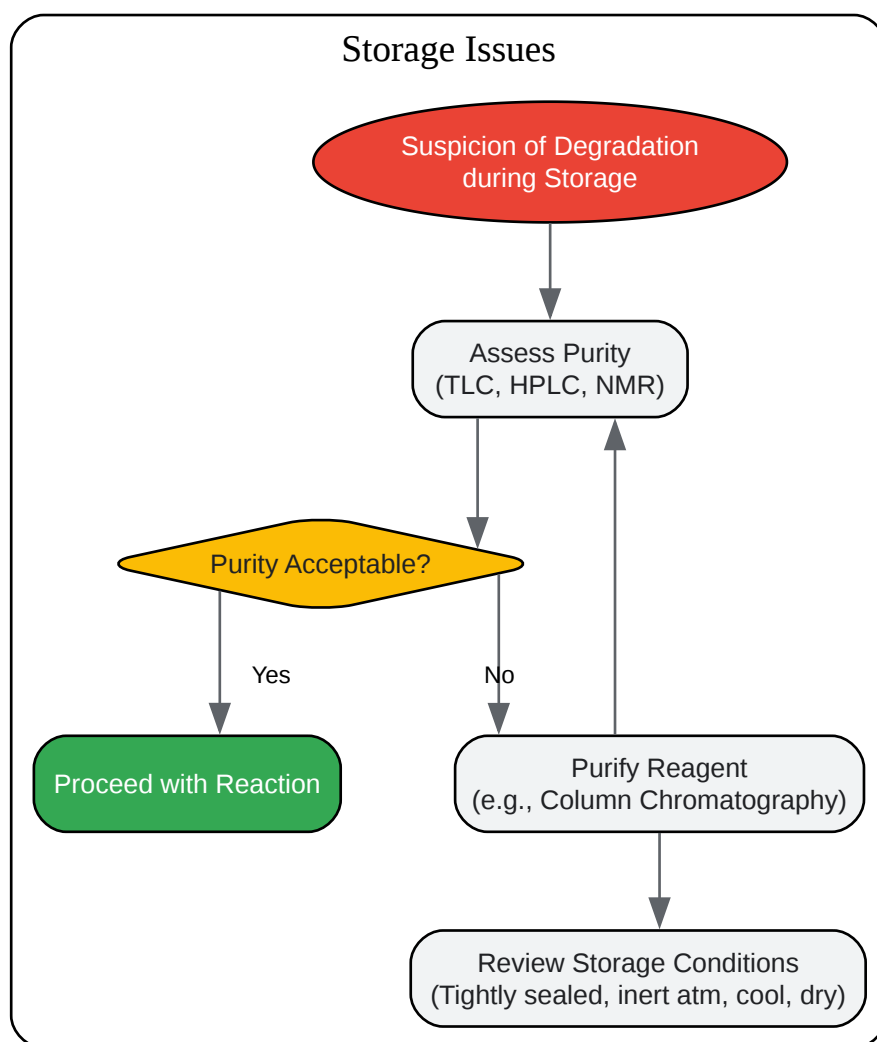 Storage Issues
Suspicion of Degradation
during Storage
Assess Purity
(TLC, HPLC, NMR)
Purity Acceptable?
Yes
No
Proceed with Reaction
Purify Reagent
(e.g., Column Chromatography)
Review Storage Conditions
(Tightly sealed, inert atm, cool, dry)